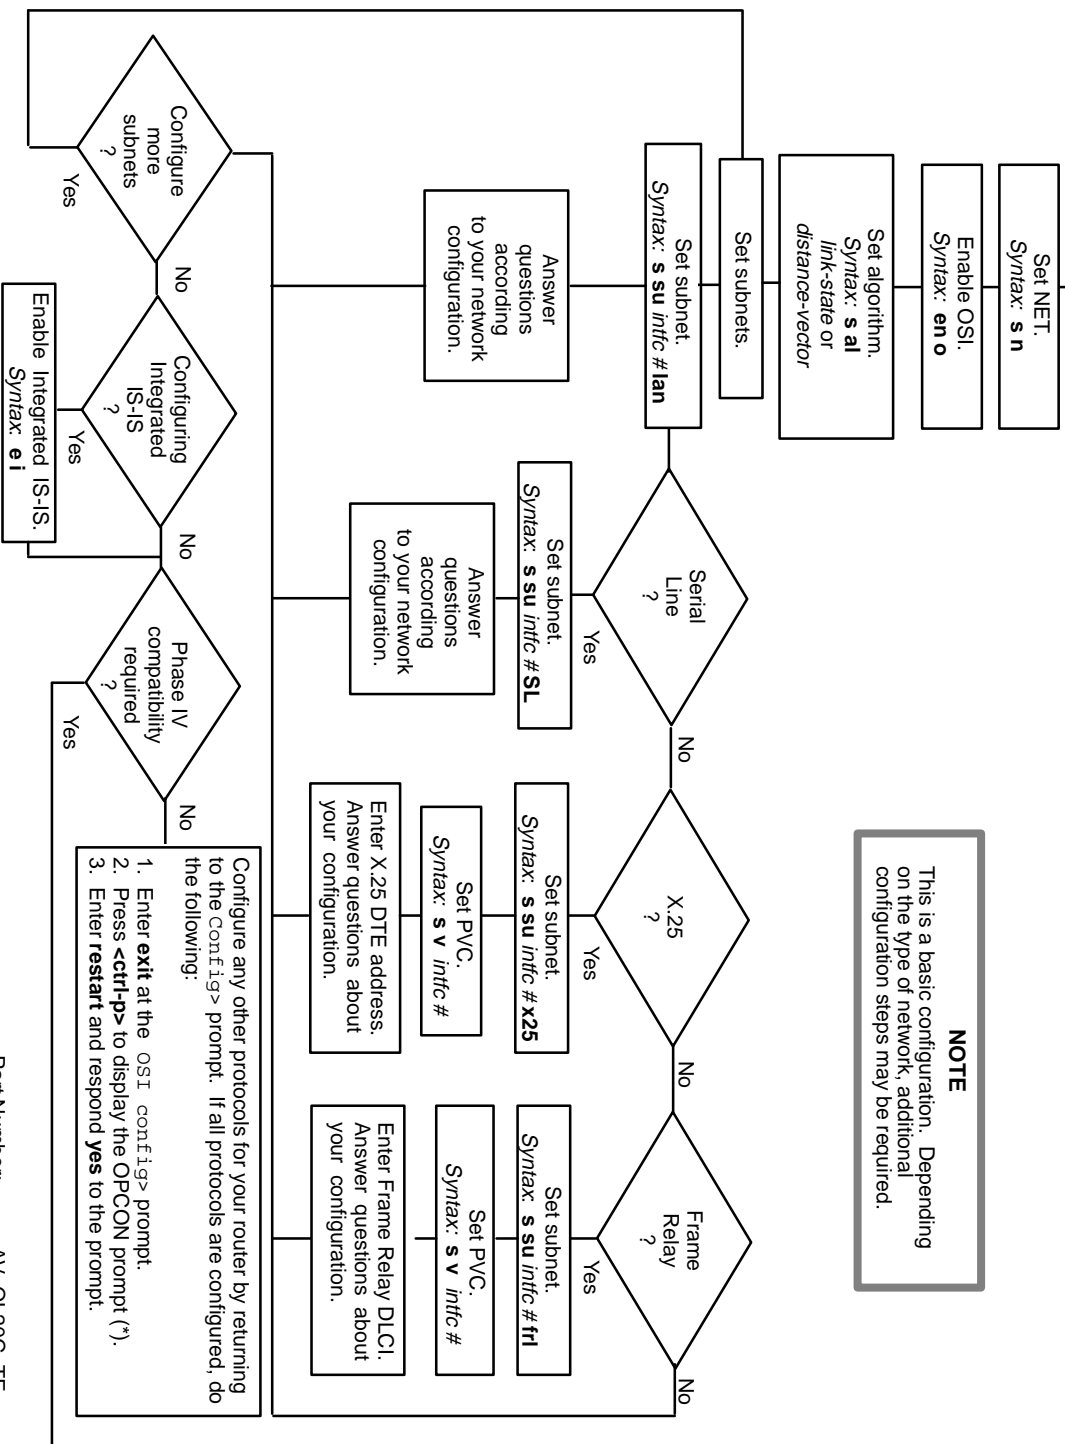 Set NET.
Syntax: s n
Enable OSI.
Syntax: en o
Set algorithm.
Syntax: s al
link-state or
distance-vector
Set subnets.
Set subnet.
Syntax: s su intfc # lan
Answer
questions
according
to your network
configuration.
Serial
Line
?
Yes
No
Set subnet.
Syntax: s su intfc # SL
Answer
questions
according
to your network
configuration.
X.25
?
Yes
No
Set subnet.
Syntax: s su intfc # x25
Set PVC.
Syntax: s v intfc #
Enter X.25 DTE address.
Answer questions about
your configuration.
Frame
Relay
?
Yes
No
Set subnet.
Syntax: s su intfc # frl
Set PVC.
Syntax: s v intfc #
Enter Frame Relay DLCI.
Answer questions about
your configuration.
NOTE
This is a basic configuration. Depending
on the type of network, additional
configuration steps may be required.
Configure
more
subnets
?
Yes
No
Configuring
Integrated
IS-IS
?
Yes
No
Enable Integrated IS-IS.
Syntax: e i
Phase IV
compatibility
required
?
Yes
No
Configure any other protocols for your router by returning
to the Config> prompt. If all protocols are configured, do
the following:
1. Enter exit at the OSI config> prompt.
2. Press <ctrl-p> to display the OPCON prompt (*).
3. Enter restart and respond yes to the prompt.